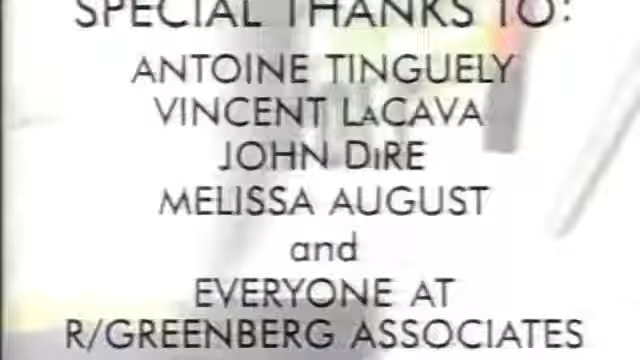 SPECIAL THANKS TO:
ANTOINE TINGUELY
VINCENT LaCAVA
JOHN DiRE
MELISSA AUGUST
and
EVERYONE AT
R/GREENBERG ASSOCIATES